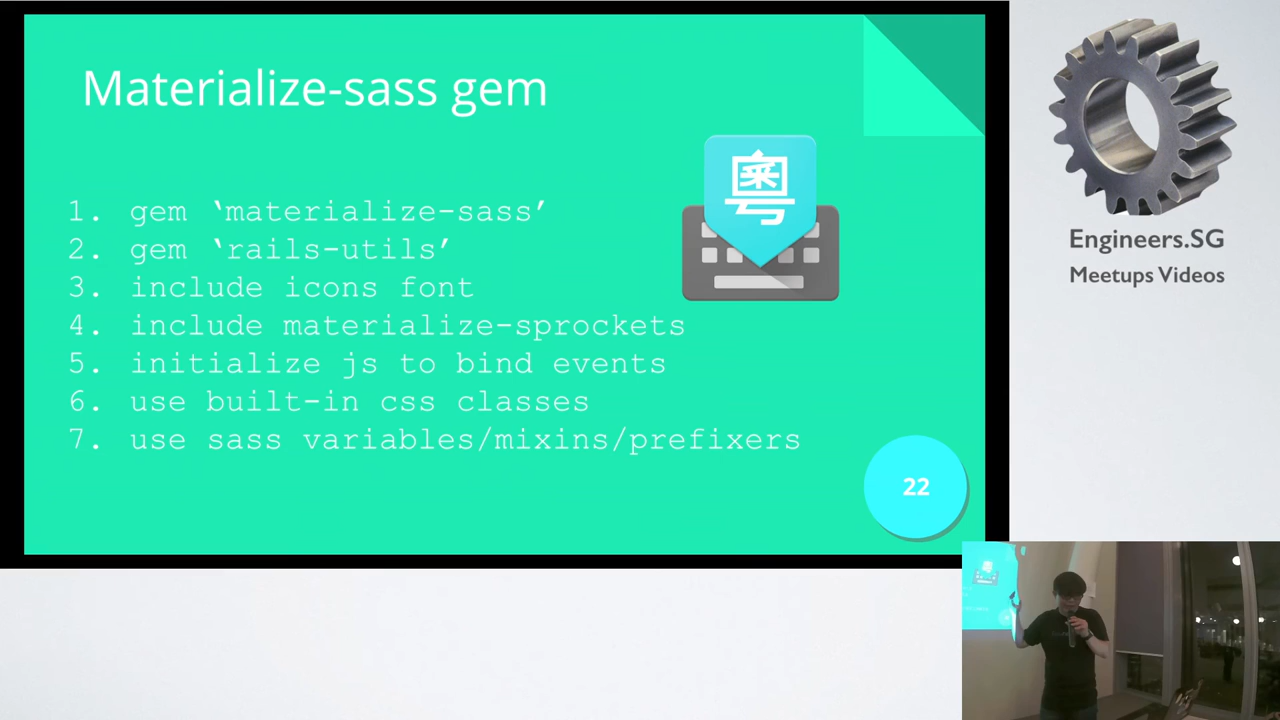 Materialize-sass gem
粤
1. gem ‘materialize-sass’
2. gem ‘rails-utils’
3. include icons font
4. include materialize-sprockets
5. initialize js to bind events
6. use built-in css classes
7. use sass variables/mixins/prefixers
22
Engineers.SG
Meetups Videos